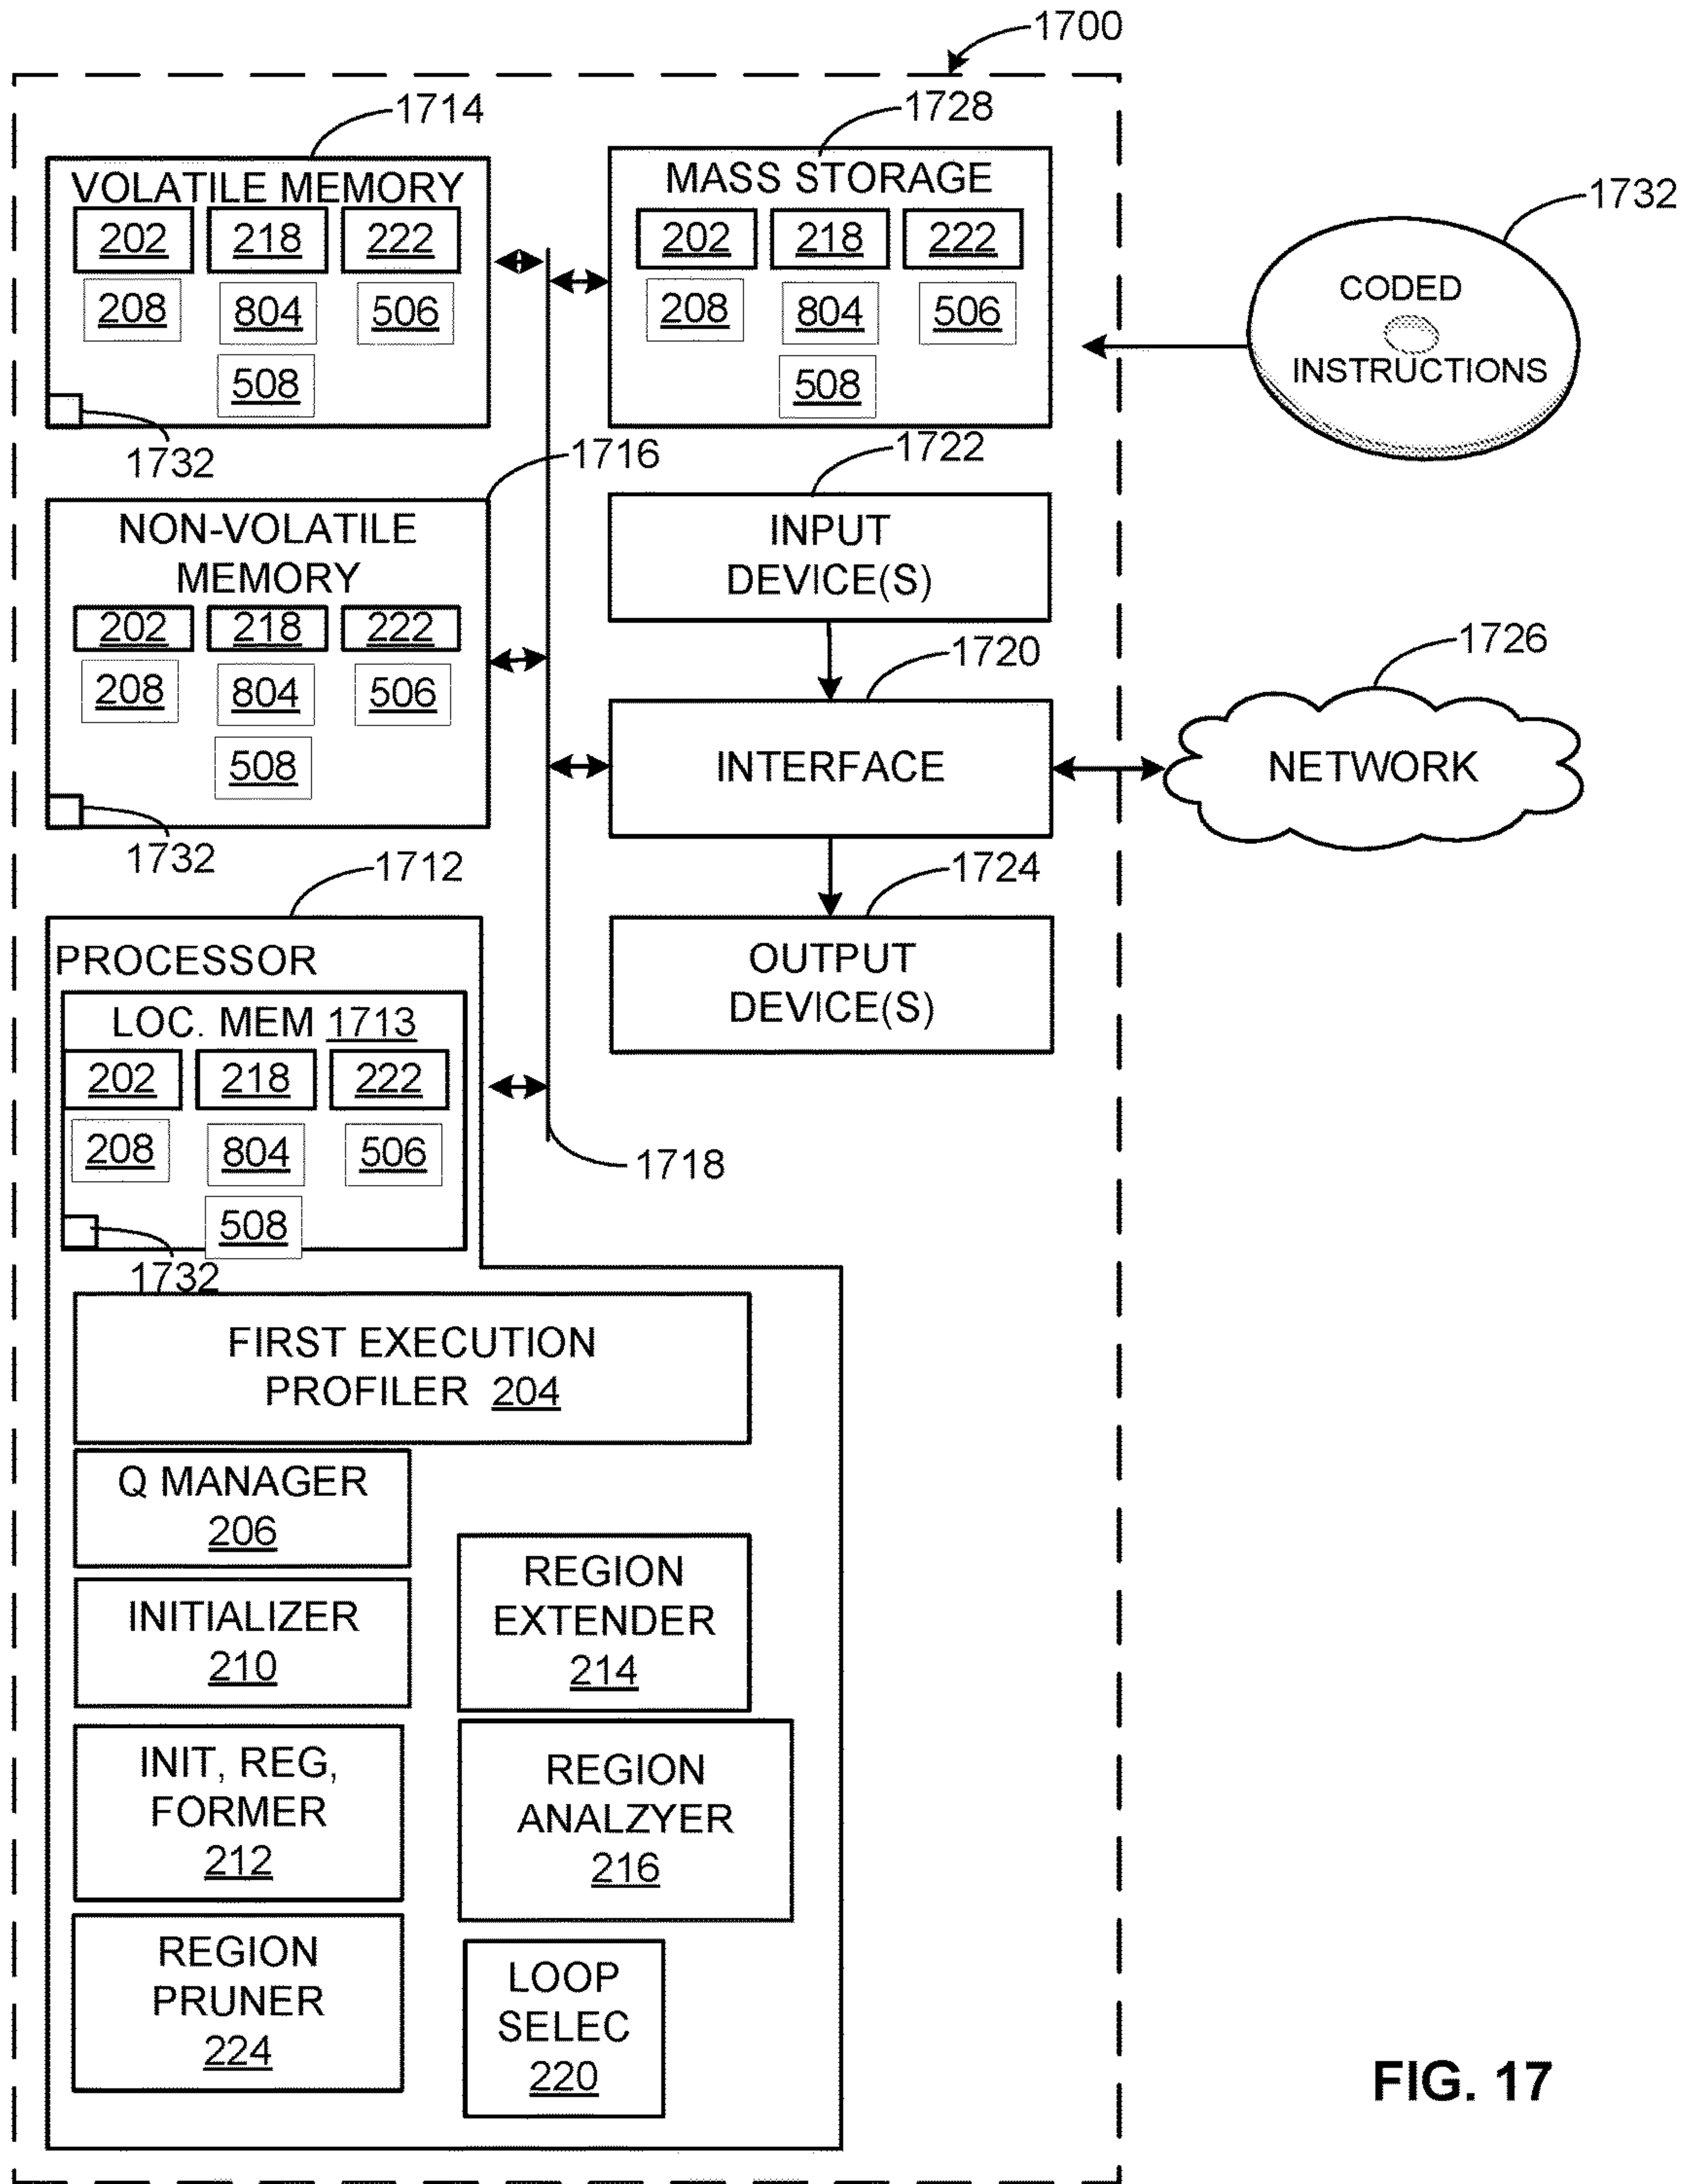 1700
1714
VOLATILE MEMORY
202 218 222
208 804 506
508
1732
1728
MASS STORAGE
202 218 222
208 804 506
508
1732
CODED
INSTRUCTIONS
1716
NON-VOLATILE
MEMORY
202 218 222
208 804 506
508
1732
1722
INPUT
DEVICE(S)
1720
INTERFACE
1726
NETWORK
1724
OUTPUT
DEVICE(S)
1718
1712
PROCESSOR
LOC. MEM 1713
202 218 222
208 804 506
508
1732
FIRST EXECUTION
PROFILER 204
Q MANAGER
206
INITIALIZER
210
INIT, REG,
FORMER
212
REGION
PRUNER
224
REGION
EXTENDER
214
REGION
ANALZYER
216
LOOP
SELEC
220
FIG. 17